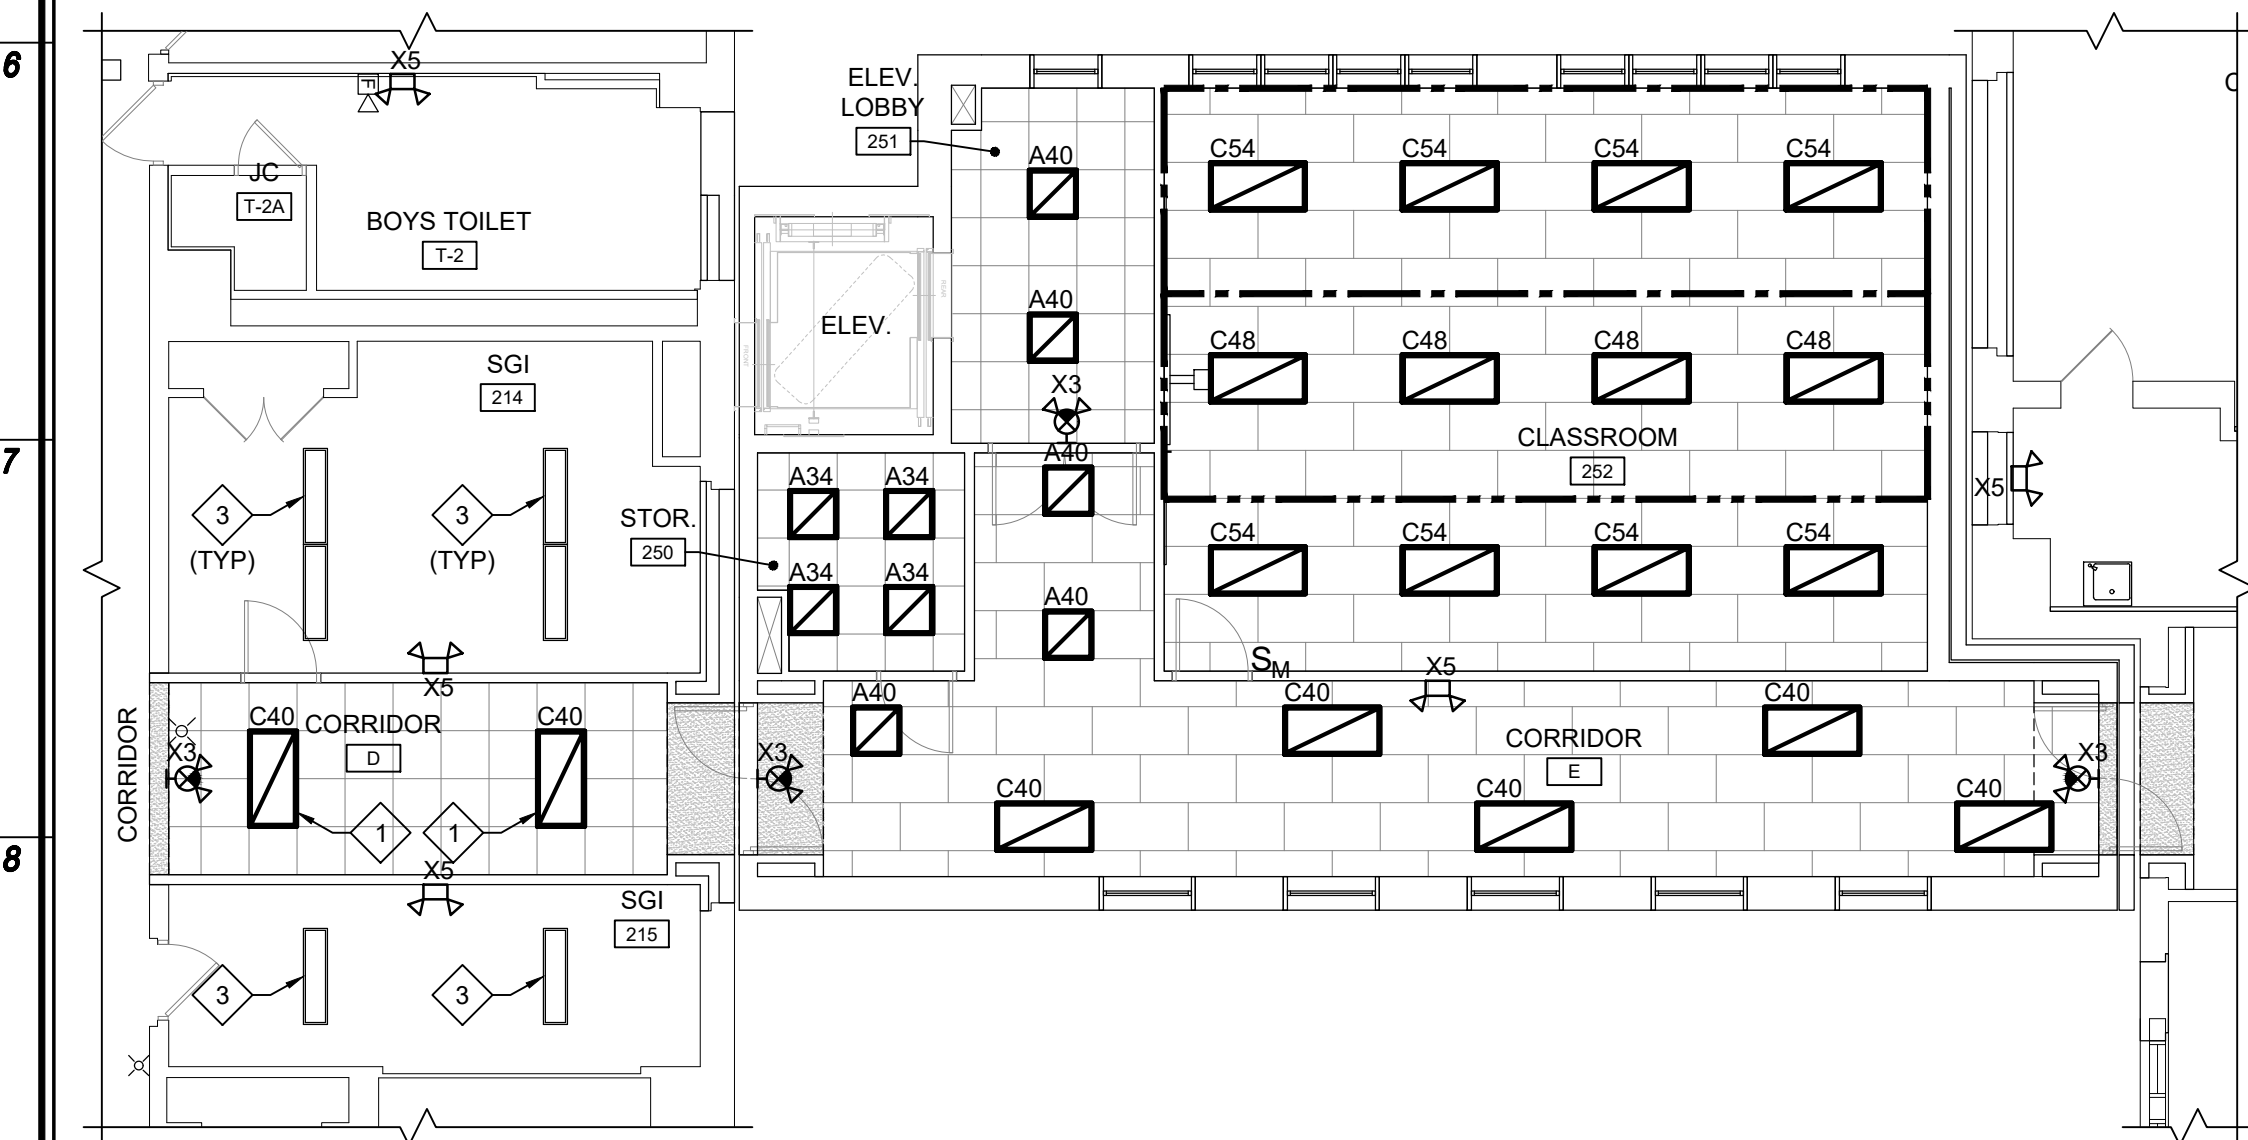 6
7
8
X5
F
JC
T-2A
BOYS TOILET
T-2
SGI
214
3
(TYP)
3
(TYP)
X5
CORRIDOR
X3
C40
CORRIDOR
D
C40
1
1
X5
SGI
215
3
3
ELEV.
LOBBY
251
A40
A40
X3
ELEV.
FRONT
REAR
STOR.
250
A34
A34
A34
A34
A40
A40
A40
X3
C54
C54
C54
C54
C48
C48
C48
C48
CLASSROOM
252
C54
C54
C54
C54
SM
X5
C40
C40
CORRIDOR
E
C40
C40
C40
X3
X5